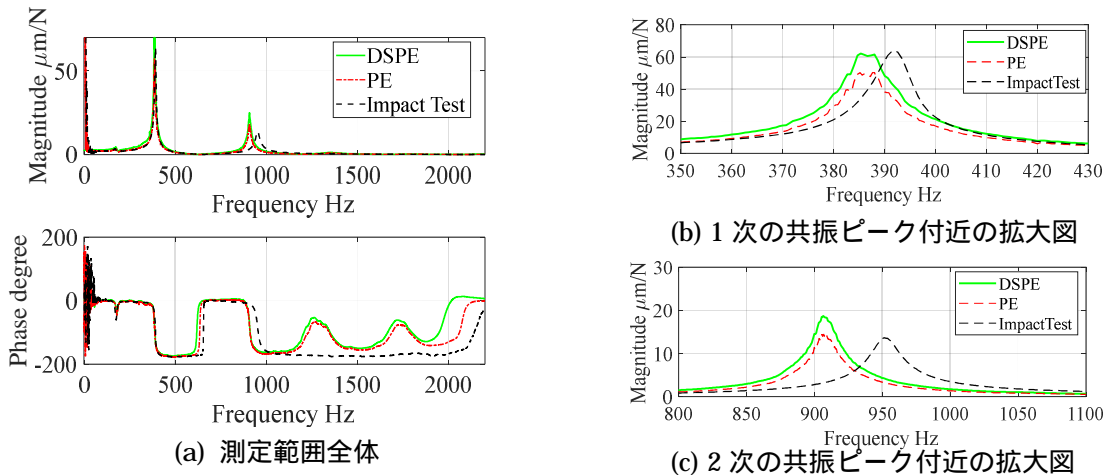 Magnitude μm/N
50
0
0
500
1000
1500
2000
Frequency Hz
DSPE
PE
Impact Test
Phase degree
200
0
-200
0
500
1000
1500
2000
Frequency Hz
(a) 測定範囲全体
Magnitude μm/N
100
80
60
40
20
0
350
360
370
380
390
400
410
420
430
Frequency Hz
DSPE
PE
ImpactTest
(b) 1 次の共振ピーク付近の拡大図
Magnitude μm/N
30
20
10
0
800
850
900
950
1000
1050
1100
Frequency Hz
DSPE
PE
ImpactTest
(c) 2 次の共振ピーク付近の拡大図